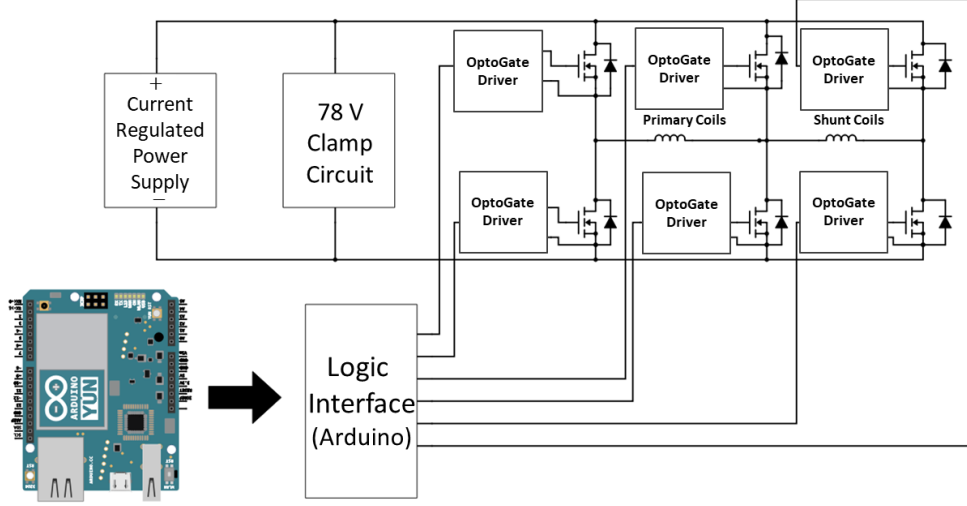 +
Current
Regulated
Power
Supply
−
78 V
Clamp
Circuit
OptoGate
Driver
OptoGate
Driver
OptoGate
Driver
Primary Coils
Shunt Coils
OptoGate
Driver
OptoGate
Driver
OptoGate
Driver
Logic
Interface
(Arduino)
ARDUINO
YUN